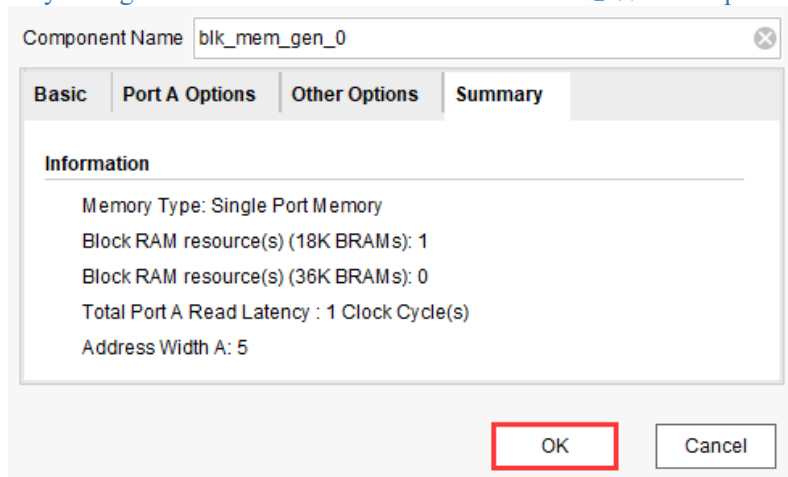 Component Name blk_mem_gen_0
Basic Port A Options Other Options Summary
Information
Memory Type: Single Port Memory
Block RAM resource(s) (18K BRAMs): 1
Block RAM resource(s) (36K BRAMs): 0
Total Port A Read Latency : 1 Clock Cycle(s)
Address Width A: 5
OK Cancel